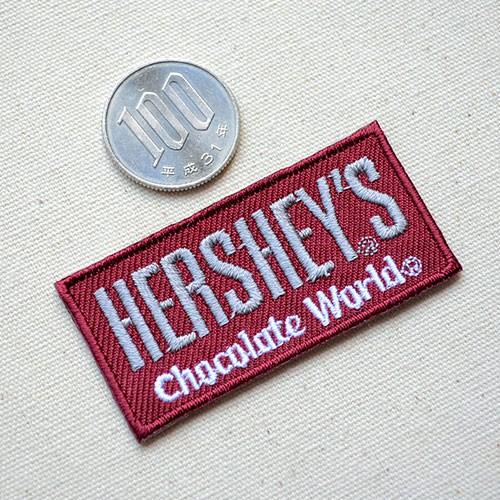 100
平成31年
HERSHEY'S®
Chocolate World®